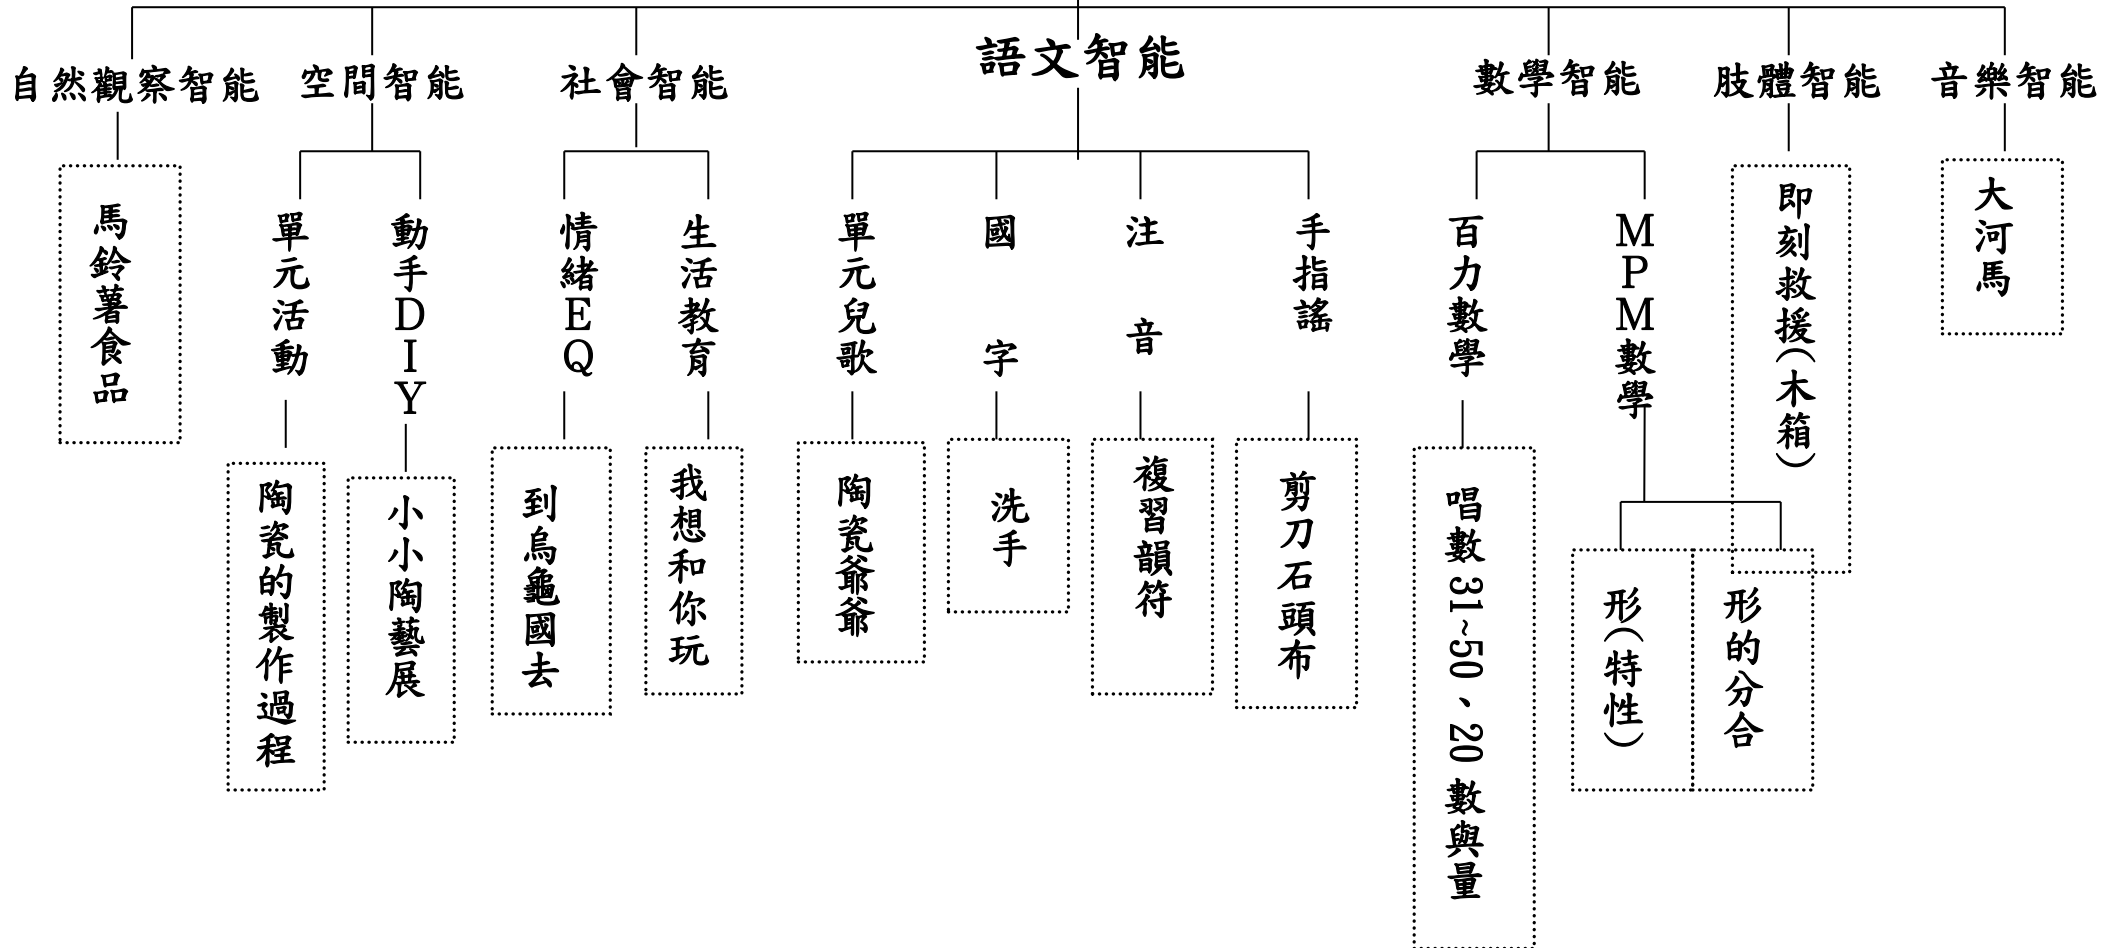 自然觀察智能
空間智能
社會智能
語文智能
數學智能
肢體智能
音樂智能
馬鈴薯食品
單元活動
動手DIY
情緒EQ
生活教育
單元兒歌
國字
注音
手指謠
百力數學
MPM數學
即刻救援(木箱)
大河馬
陶瓷的製作過程
小小陶藝展
到烏龜國去
我想和你玩
陶瓷爺爺
洗手
複習韻符
剪刀石頭布
唱數 31~50、20 數與量
形(特性)
形的分合